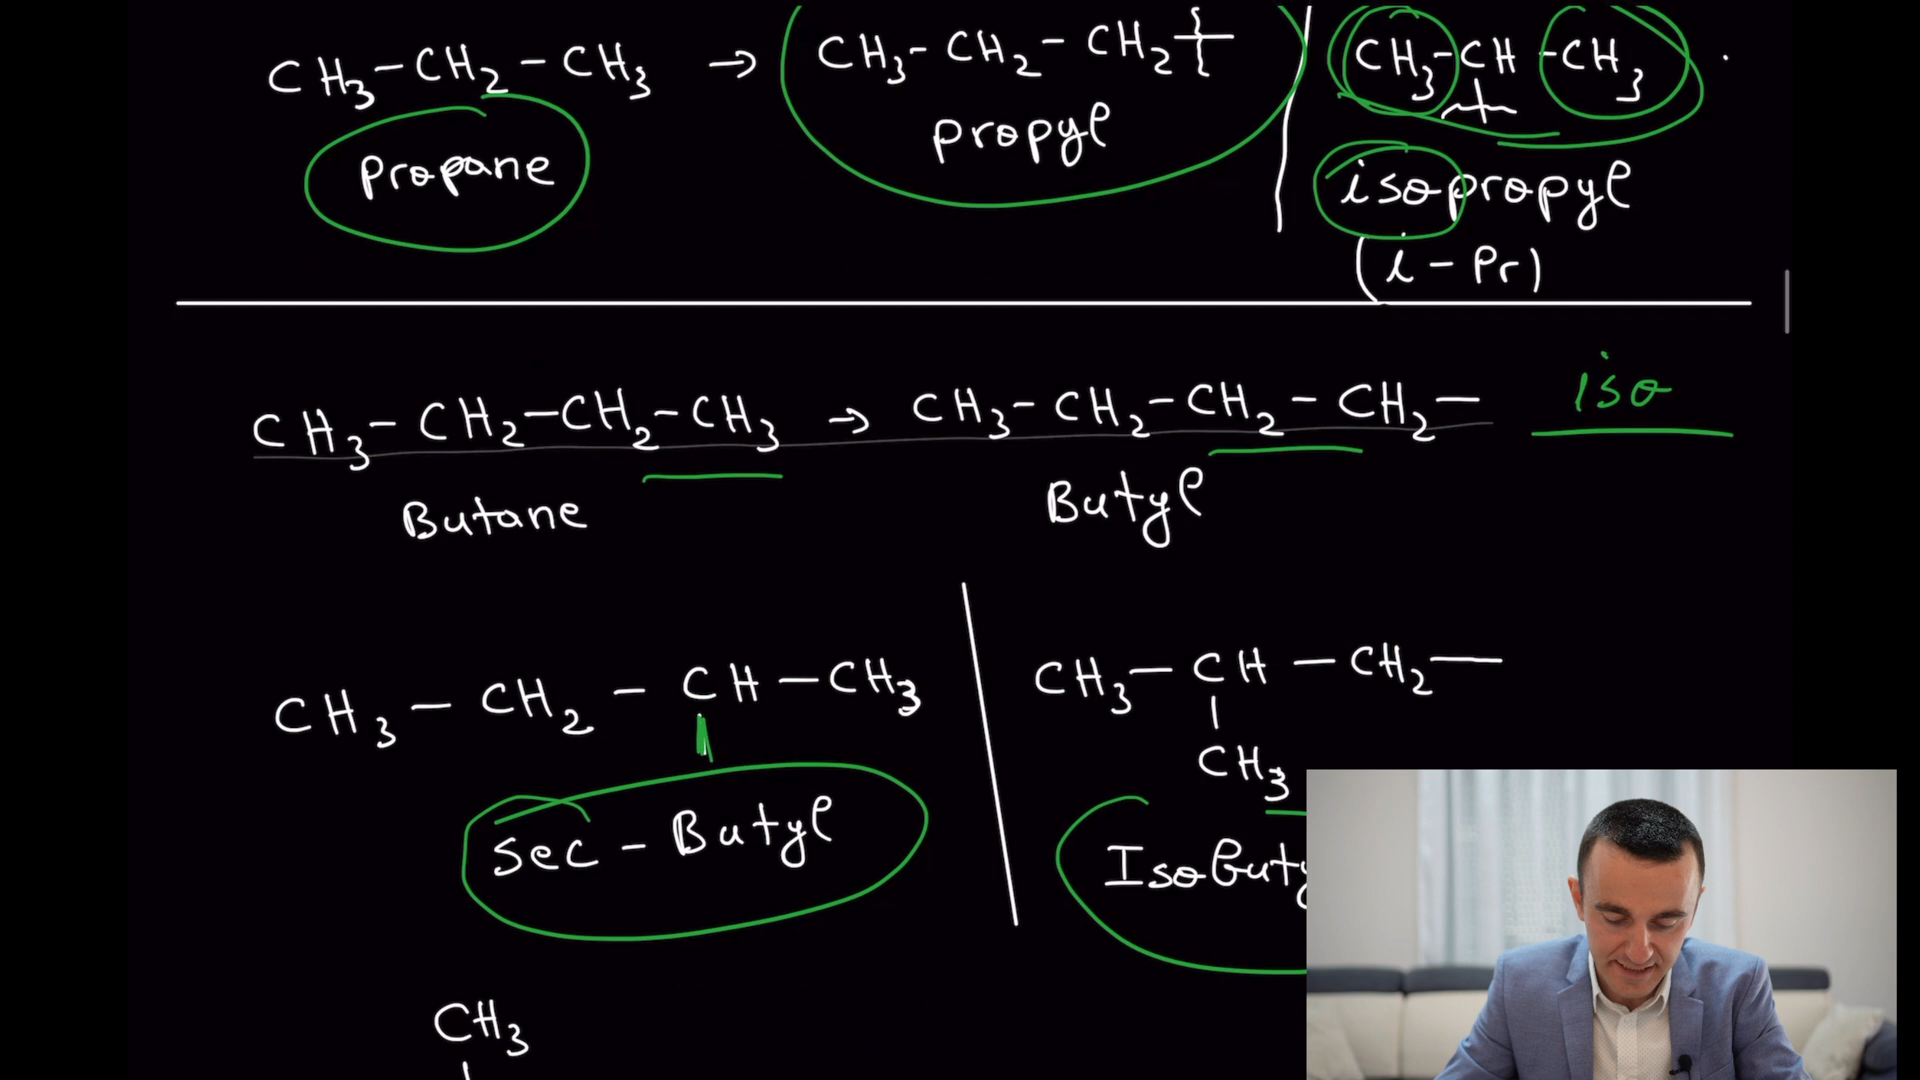 CH₃-CH₂-CH₃ → CH₃-CH₂-CH₂- CH₃-CH-CH₃
Propane propyl isopropyl
(i-Pr)
CH₃-CH₂-CH₂-CH₃ → CH₃-CH₂-CH₂-CH₂- iso
Butane Butyl
CH₃-CH₂-CH-CH₃ CH₃-CH-CH₂-
CH₃
sec-Butyl
CH₃